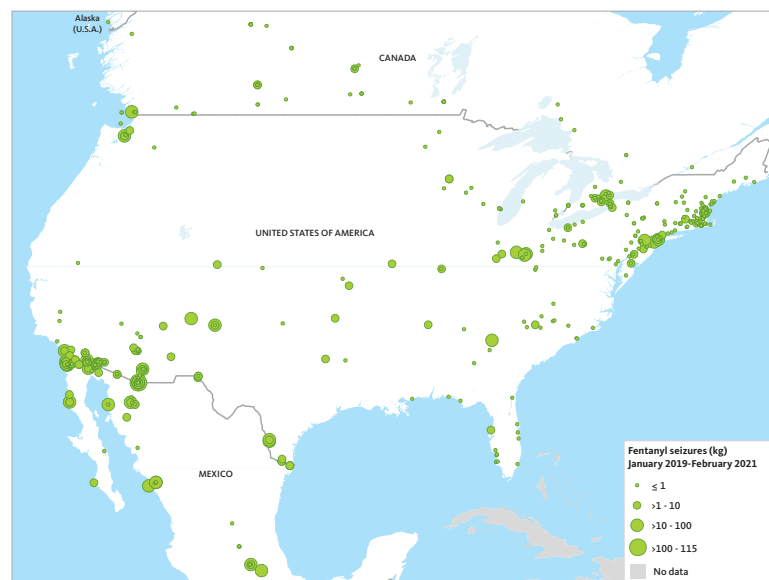 Alaska
(U.S.A.)
CANADA
UNITED STATES OF AMERICA
MEXICO
Fentanyl seizures (kg)
January 2019-February 2021
≤ 1
>1 - 10
>10 - 100
>100 - 115
No data